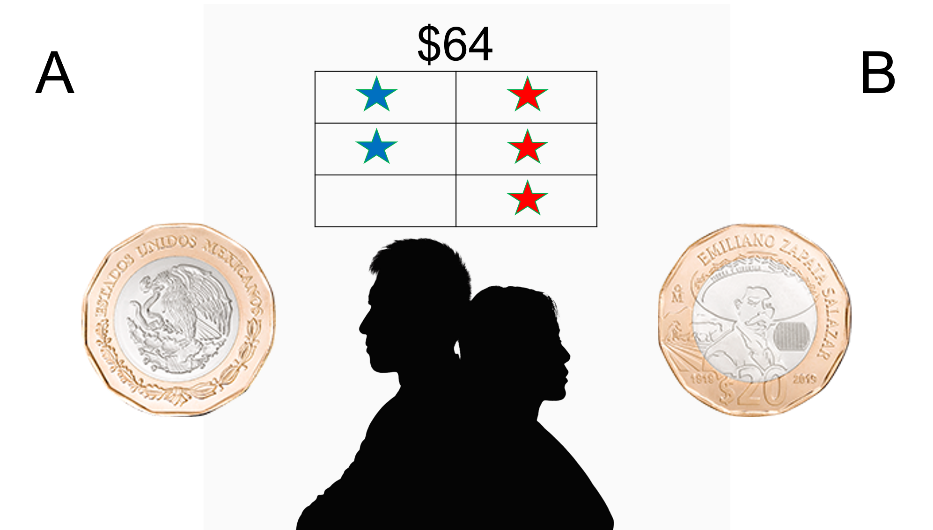 $64
A
B
ESTADOS UNIDOS MEXICANOS
EMILIANO ZAPATA SALAZAR
M
1919
2019
$20